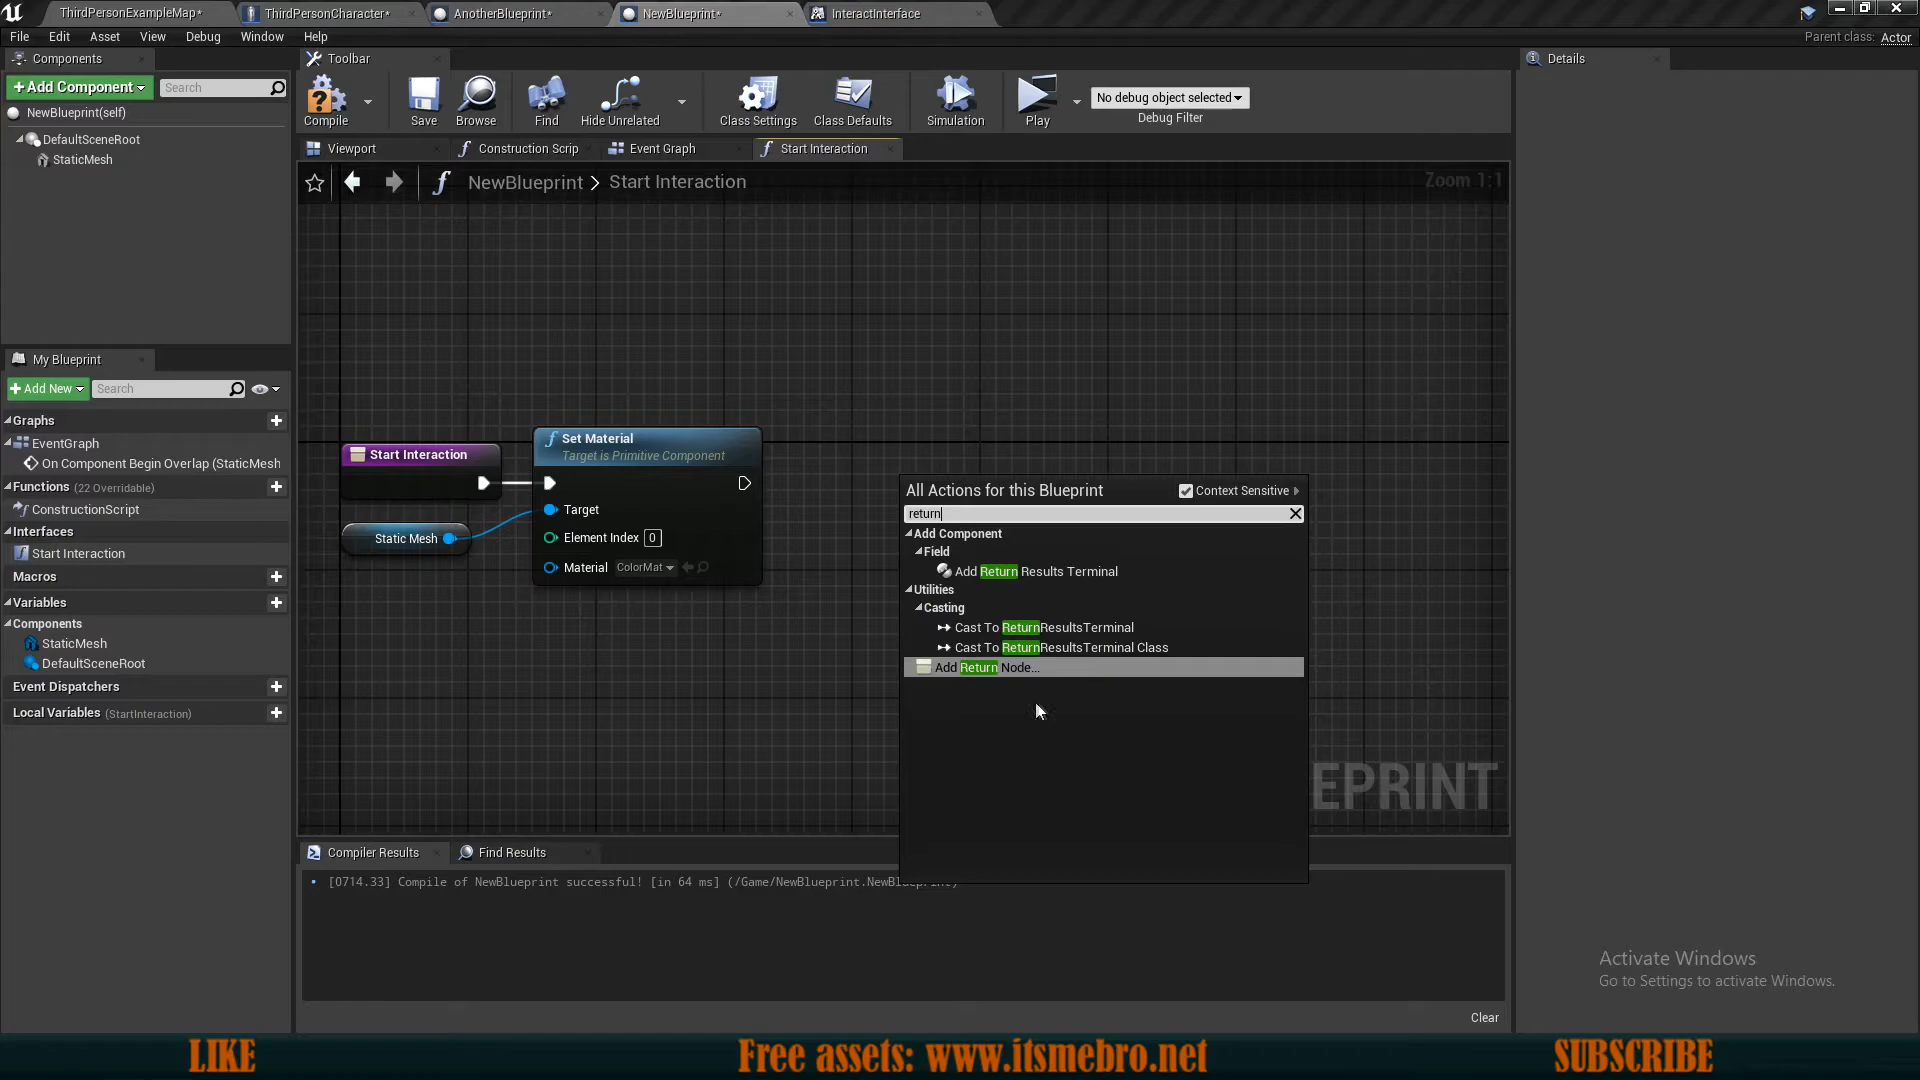 ThirdPersonExampleMap*
ThirdPersonCharacter*
AnotherBlueprint*
NewBlueprint*
InteractInterface
File Edit Asset View Debug Window Help
Parent class: Actor
Components
Toolbar
Details
+Add Component
Search
NewBlueprint(self)
DefaultSceneRoot
StaticMesh
Compile
Save
Browse
Find
Hide Unrelated
Class Settings
Class Defaults
Simulation
Play
No debug object selected
Debug Filter
Viewport
Construction Scrip
Event Graph
Start Interaction
NewBlueprint > Start Interaction
Zoom 1:1
My Blueprint
+Add New
Search
Graphs
EventGraph
On Component Begin Overlap (StaticMesh
Functions (22 Overridable)
ConstructionScript
Interfaces
Start Interaction
Macros
Variables
Components
StaticMesh
DefaultSceneRoot
Event Dispatchers
Local Variables (StartInteraction)
Start Interaction
Static Mesh
Set Material
Target is Primitive Component
Target
Element Index 0
Material ColorMat
All Actions for this Blueprint
Context Sensitive
return
Add Component
Field
Add Return Results Terminal
Utilities
Casting
Cast To ReturnResultsTerminal
Cast To ReturnResultsTerminal Class
Add Return Node...
EPRINT
Compiler Results
Find Results
[0714.33] Compile of NewBlueprint successful! [in 64 ms] (/Game/NewBlueprint.NewBlueprint)
Clear
Activate Windows
Go to Settings to activate Windows.
LIKE
Free assets: www.itsmebro.net
SUBSCRIBE